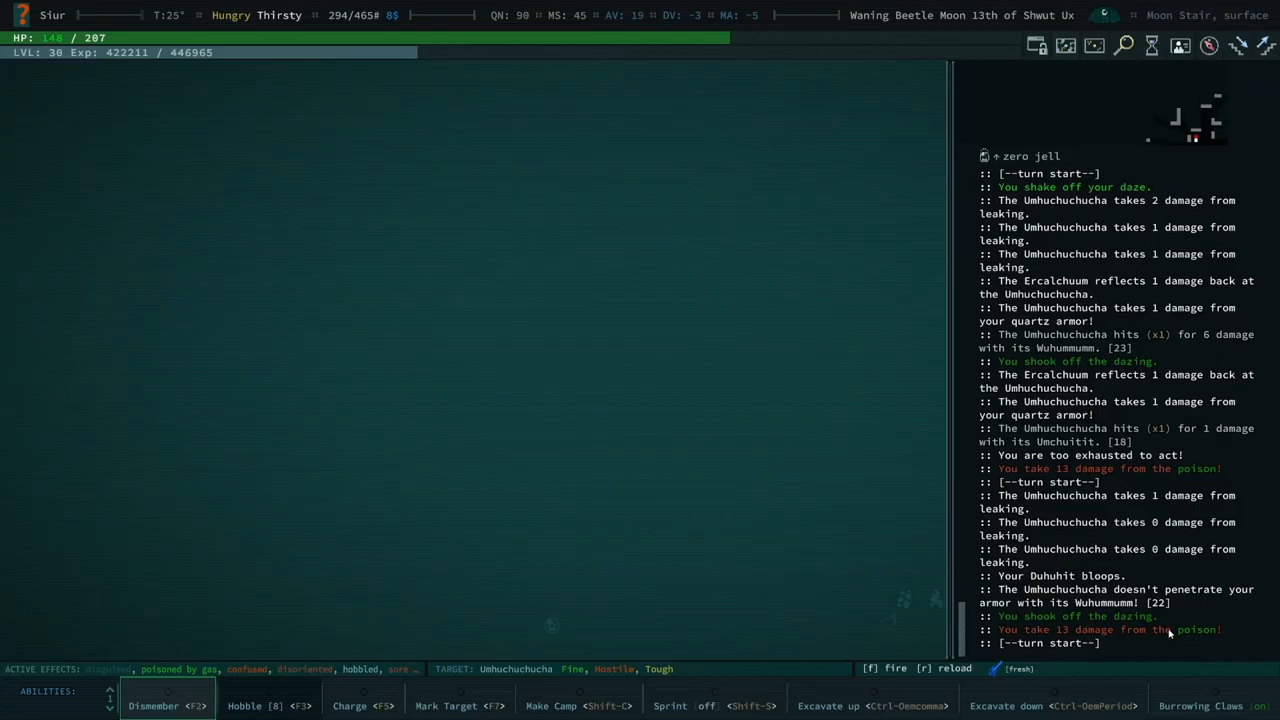 Siur T:25° :: Hungry Thirsty :: 294/465# 8$ QN: 90 :: MS: 45 :: AV: 19 :: DV: -3 :: MA: -5 Waning Beetle Moon 13th of Shwut Ux :: Moon Stair, surface
HP: 148 / 207
LVL: 30 Exp: 422211 / 446965
↑ zero jell
:: [--turn start--]
:: You shake off your daze.
:: The Umhuchuchucha takes 2 damage from
leaking.
:: The Umhuchuchucha takes 1 damage from
leaking.
:: The Umhuchuchucha takes 1 damage from
leaking.
:: The Ercalchuum reflects 1 damage back at
the Umhuchuchucha.
:: The Umhuchuchucha takes 1 damage from
your quartz armor!
:: The Umhuchuchucha hits (x1) for 6 damage
with its Wuhummumm. [23]
:: You shook off the dazing.
:: The Ercalchuum reflects 1 damage back at
the Umhuchuchucha.
:: The Umhuchuchucha takes 1 damage from
your quartz armor!
:: The Umhuchuchucha hits (x1) for 1 damage
with its Umchuitit. [18]
:: You are too exhausted to act!
:: You take 13 damage from the poison!
:: [--turn start--]
:: The Umhuchuchucha takes 1 damage from
leaking.
:: The Umhuchuchucha takes 0 damage from
leaking.
:: The Umhuchuchucha takes 0 damage from
leaking.
:: Your Duhuhit bloops.
:: The Umhuchuchucha doesn't penetrate your
armor with its Wuhummumm! [22]
:: You shook off the dazing.
:: You take 13 damage from the poison!
:: [--turn start--]
ACTIVE EFFECTS: disguised, poisoned by gas, confused, disoriented, hobbled, sore … TARGET: Umhuchuchucha Fine, Hostile, Tough [f] fire [r] reload [fresh]
ABILITIES: 1 Dismember <F2> Hobble [8] <F3> Charge <F5> Mark Target <F7> Make Camp <Shift-C> Sprint [off] <Shift-S> Excavate up <Ctrl-Oemcomma> Excavate down <Ctrl-OemPeriod> Burrowing Claws [on]